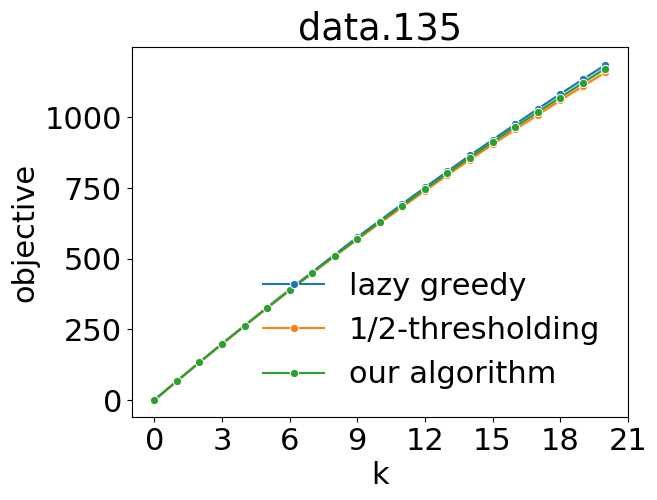 data.135
objective
1000
750
500
250
0
lazy greedy
1/2-thresholding
our algorithm
0 3 6 9 12 15 18 21
k